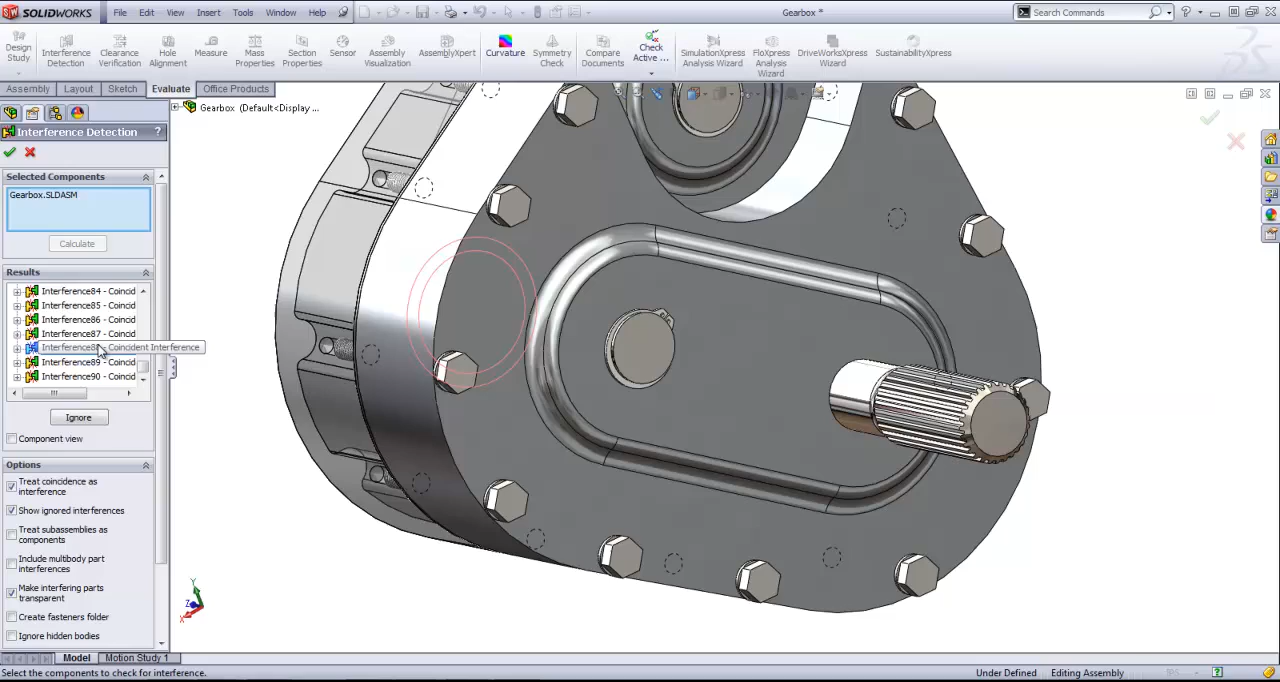 SOLIDWORKS File Edit View Insert Tools Window Help Gearbox * Search Commands
Design Study
Interference Detection
Clearance Verification
Hole Alignment
Measure
Mass Properties
Section Properties
Sensor
Assembly Visualization
AssemblyXpert
Curvature
Symmetry Check
Compare Documents
Check Active ...
SimulationXpress Analysis Wizard
FloXpress Analysis Wizard
DriveWorksXpress Wizard
SustainabilityXpress
Assembly Layout Sketch Evaluate Office Products
Gearbox (Default<Display ...
Interference Detection ?
Selected Components
Gearbox.SLDASM
Calculate
Results
Interference84 - Coincid
Interference85 - Coincid
Interference86 - Coincid
Interference87 - Coincid
Interference88 - Coincident Interference
Interference89 - Coincid
Interference90 - Coincid
Ignore
Component view
Options
Treat coincidence as
interference
Show ignored interferences
Treat subassemblies as
components
Include multibody part
interferences
Make interfering parts
transparent
Create fasteners folder
Ignore hidden bodies
Y
Z
X
Model Motion Study 1
Select the components to check for interference. Under Defined Editing Assembly